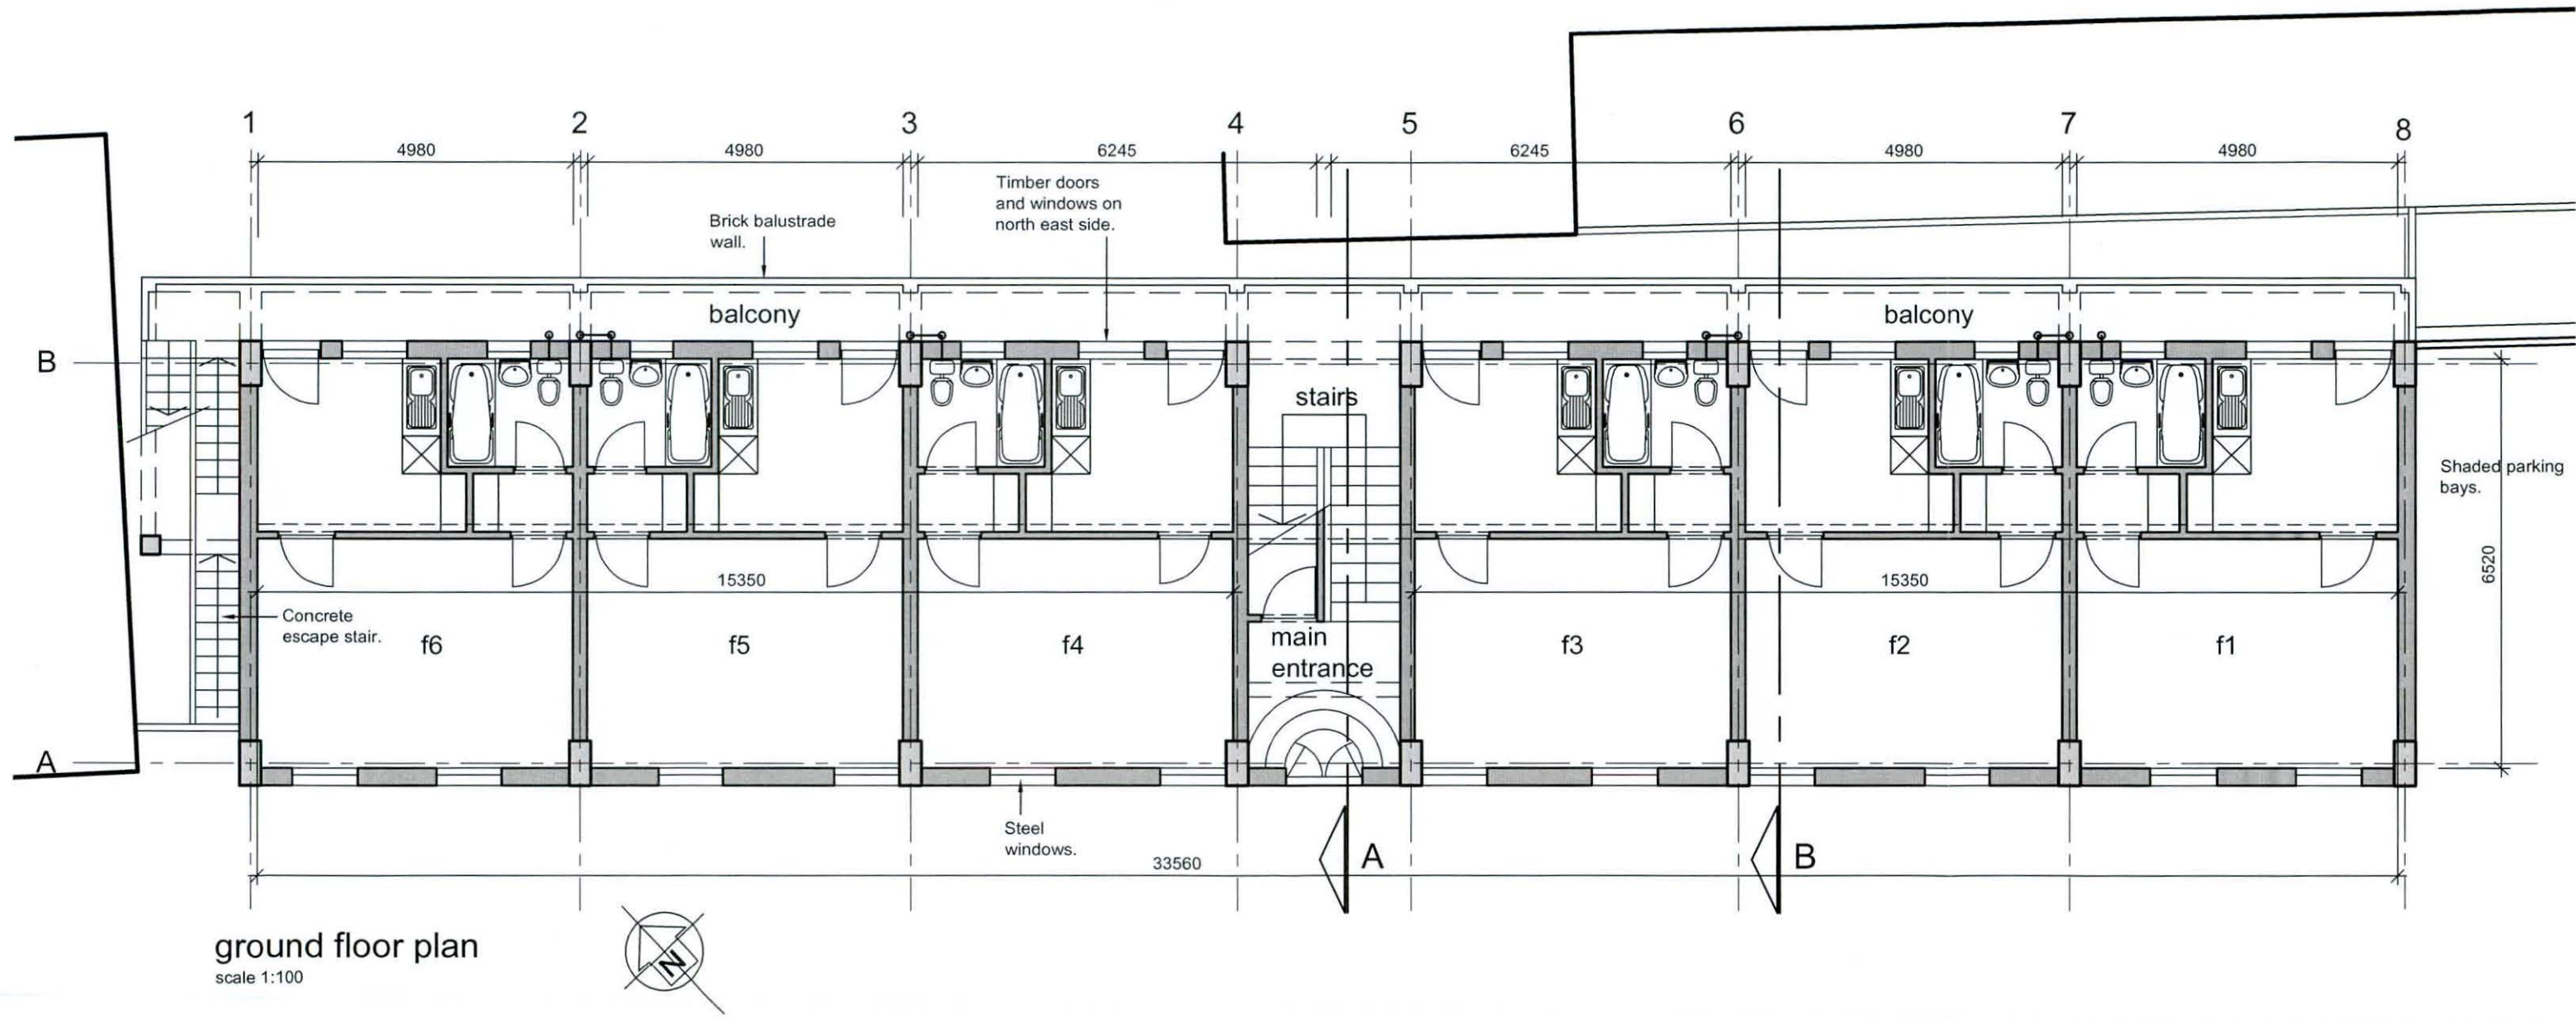 1 2 3 4 5 6 7 8
4980 4980 6245 6245 4980 4980
Timber doors
and windows on
north east side.
Brick balustrade
wall.
balcony balcony
B
stairs
Shaded parking
bays.
6520
15350 15350
Concrete
escape stair.
f6 f5 f4 f3 f2 f1
main
entrance
A
Steel
windows.
A B
33560
ground floor plan
scale 1:100
N